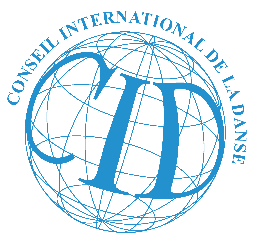 CONSEIL INTERNATIONAL DE LA DANSE
CID